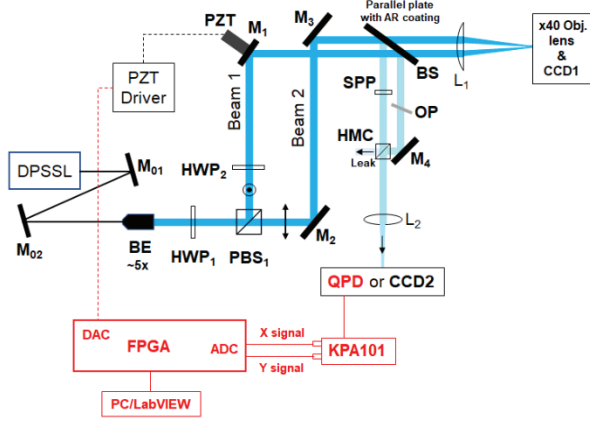 Parallel plate
with AR coating
PZT
M1
M3
x40 Obj.
lens
&
CCD1
BS
L1
PZT
Driver
SPP
OP
Beam 1
Beam 2
HMC
Leak
M4
DPSSL
M01
HWP2
M02
BE
~5x
HWP1
PBS1
M2
L2
QPD or CCD2
DAC
FPGA
ADC
X signal
Y signal
KPA101
PC/LabVIEW